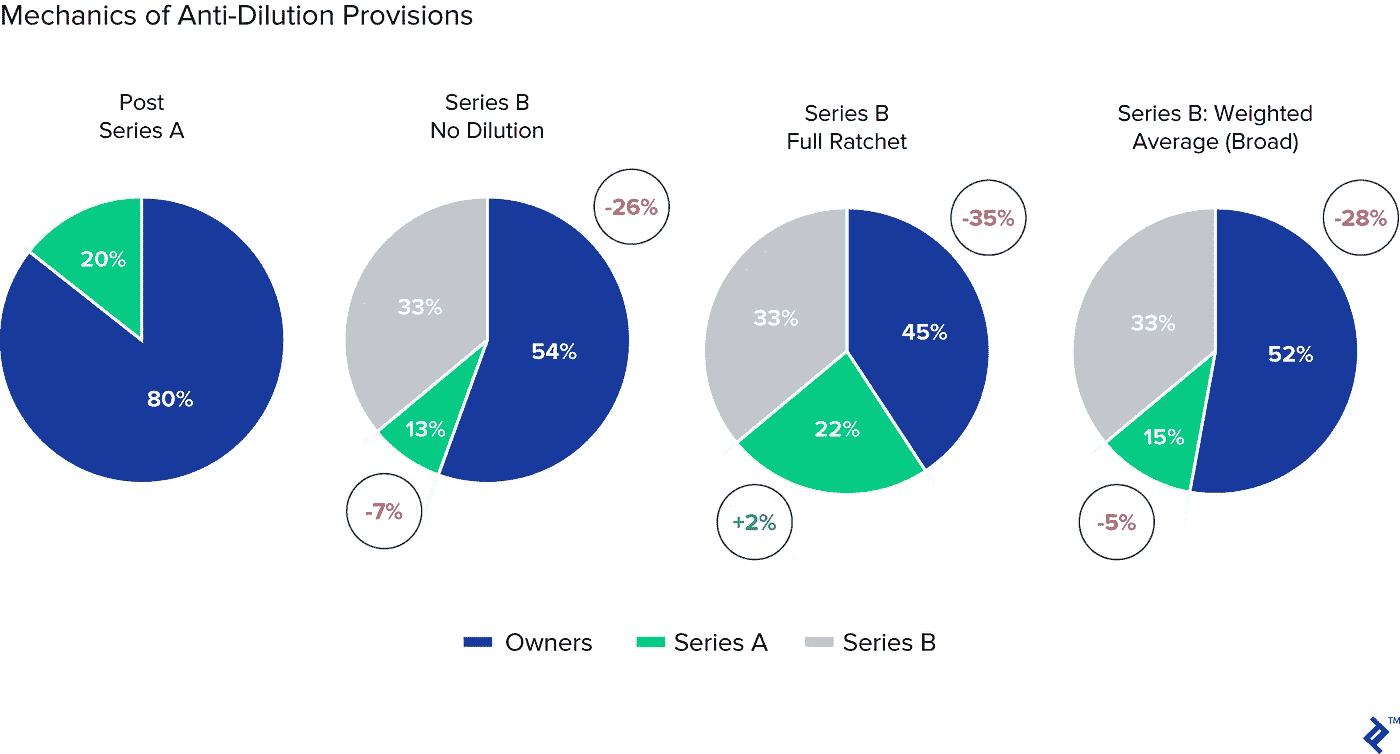 Mechanics of Anti-Dilution Provisions
Post
Series A
20%
80%
Series B
No Dilution
-26%
33%
54%
13%
-7%
Series B
Full Ratchet
-35%
33%
45%
22%
+2%
Series B: Weighted
Average (Broad)
-28%
33%
52%
15%
-5%
Owners
Series A
Series B
TM